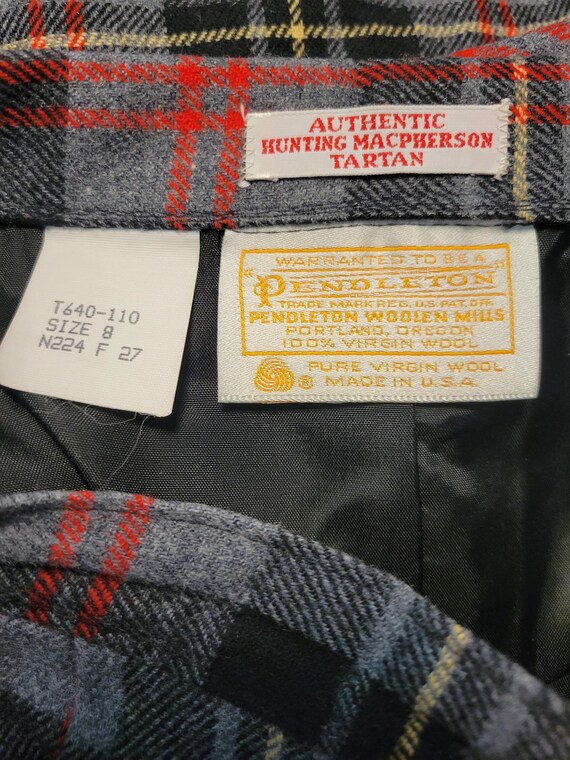 AUTHENTIC
HUNTING MACPHERSON
TARTAN
T640-110
SIZE 8
N224 F 27
WARRANTED TO BE A
"PENDLETON"
TRADE MARK REG. U.S. PAT. OFF.
PENDLETON WOOLEN MILLS
PORTLAND, OREGON
100% VIRGIN WOOL
® PURE VIRGIN WOOL
MADE IN U.S.A.